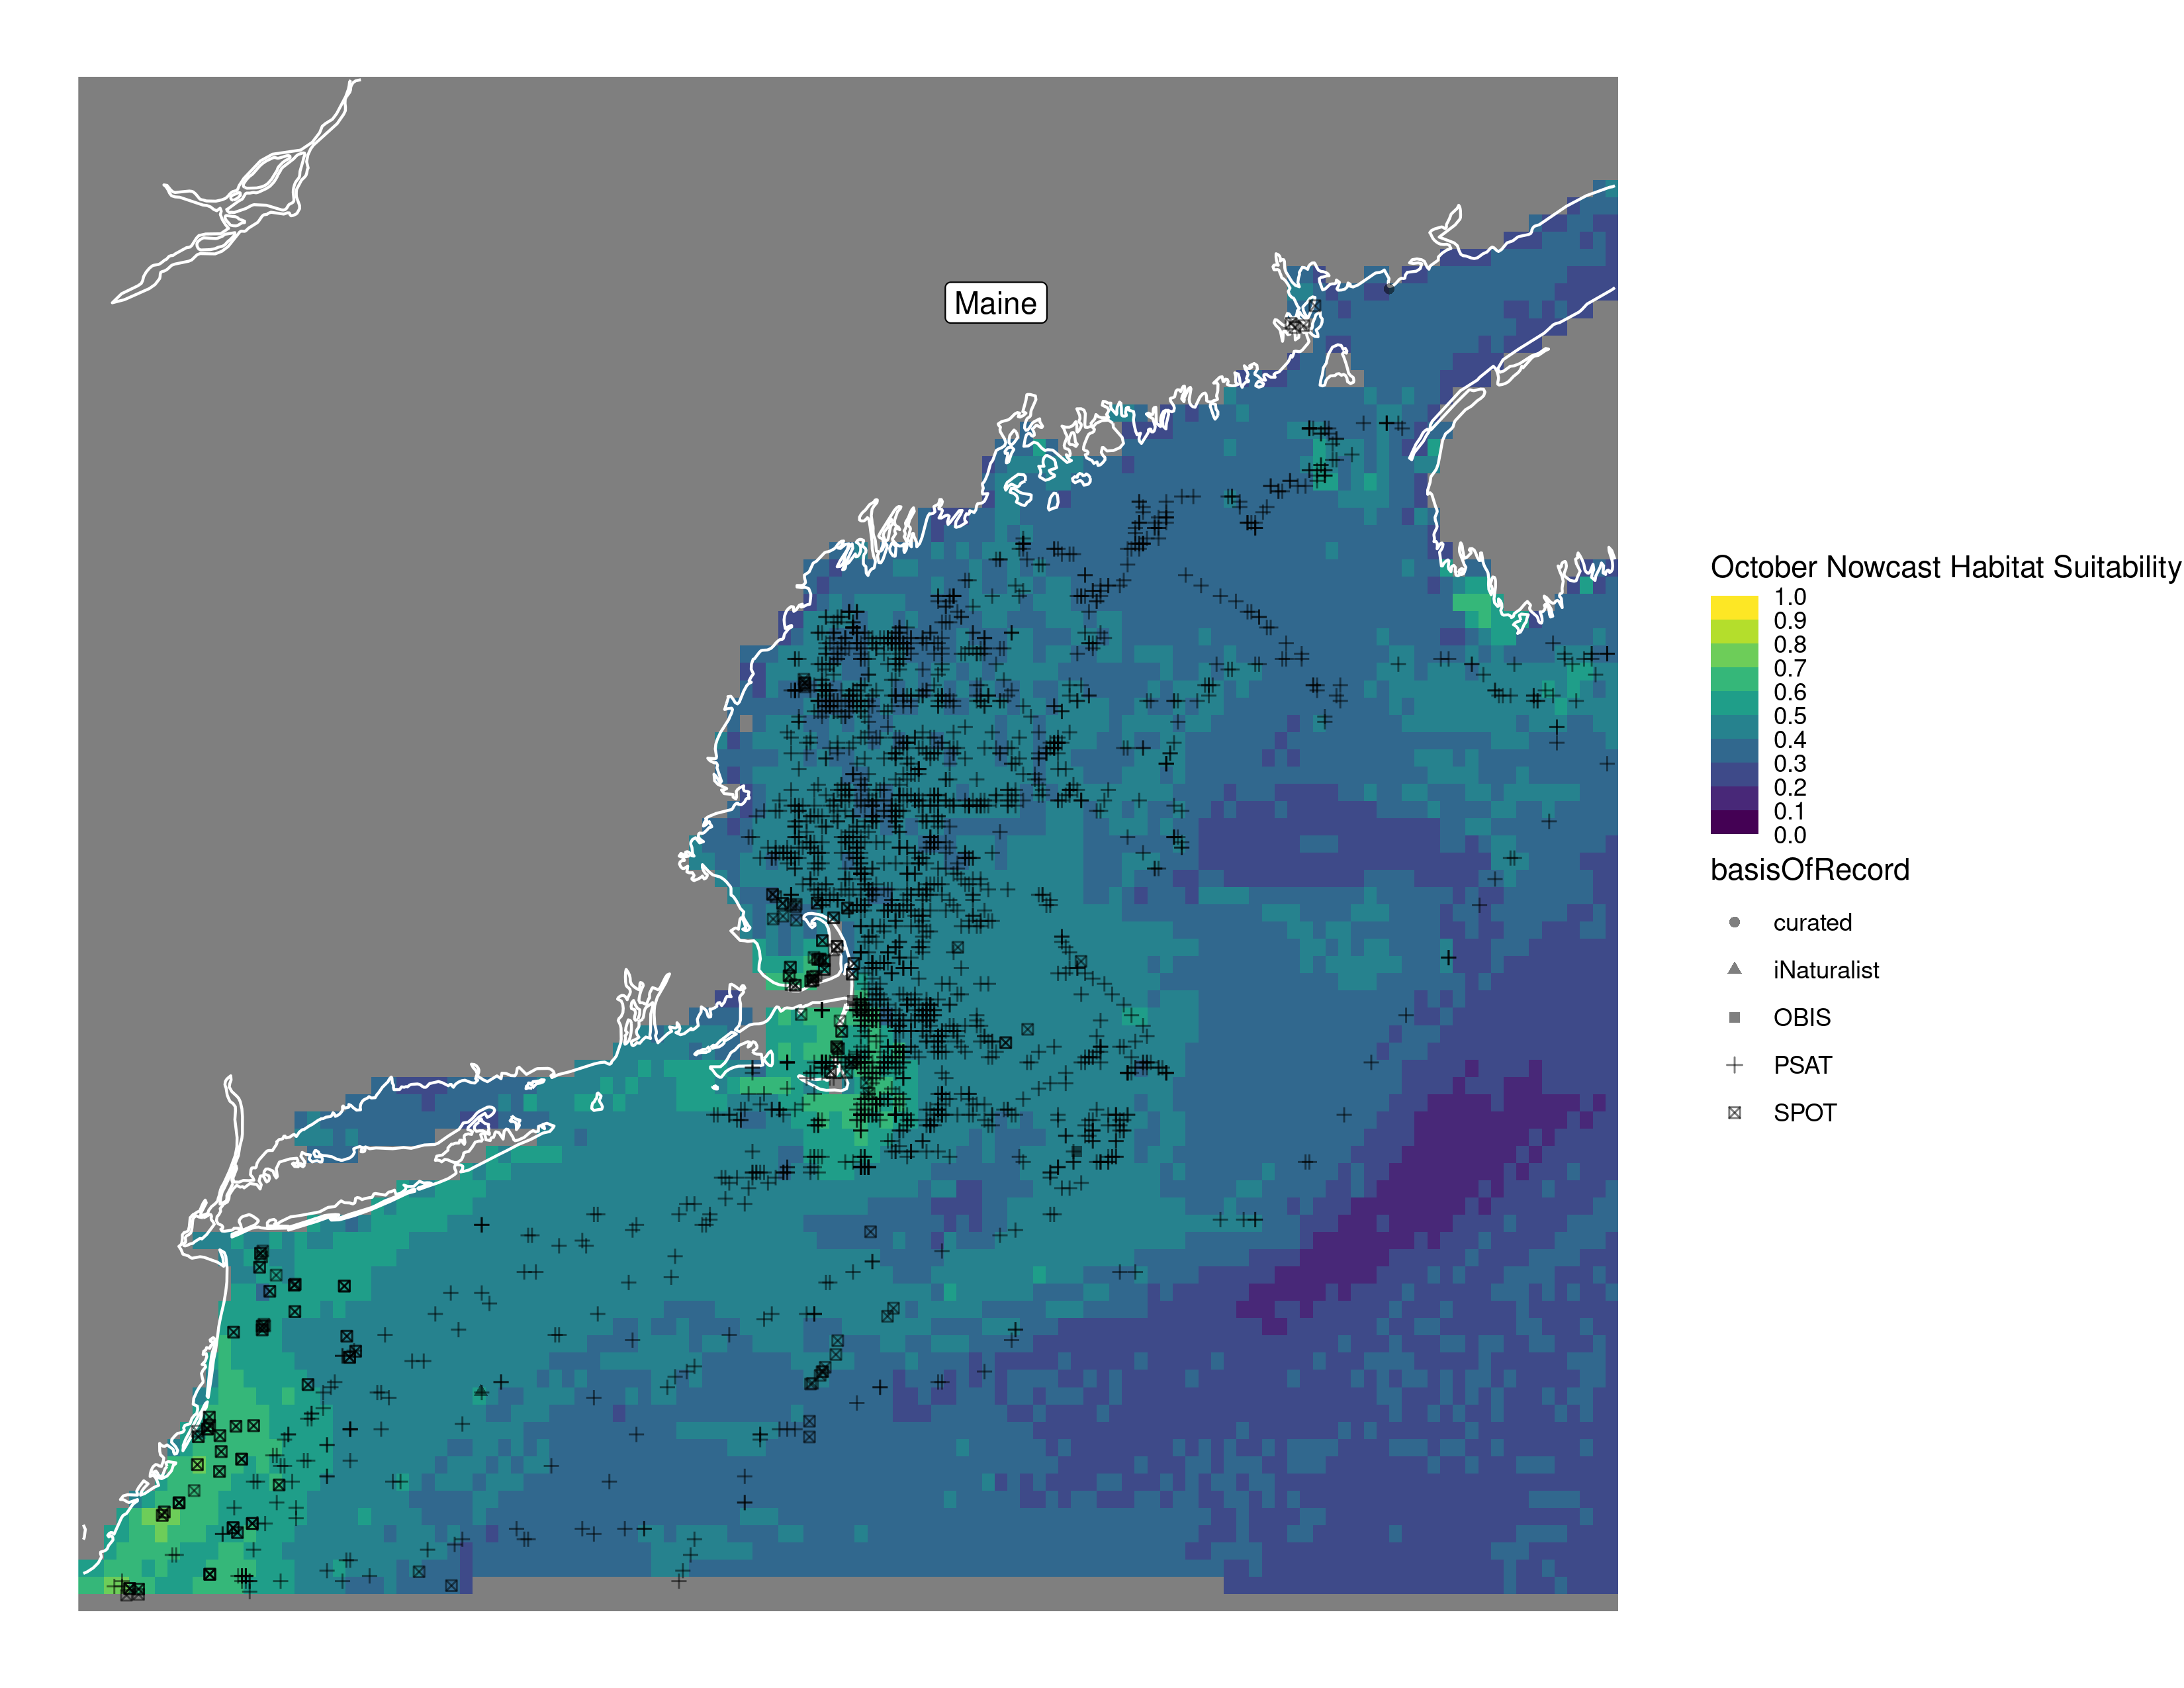 Maine
October Nowcast Habitat Suitability
1.0
0.9
0.8
0.7
0.6
0.5
0.4
0.3
0.2
0.1
0.0
basisOfRecord
curated
iNaturalist
OBIS
PSAT
SPOT